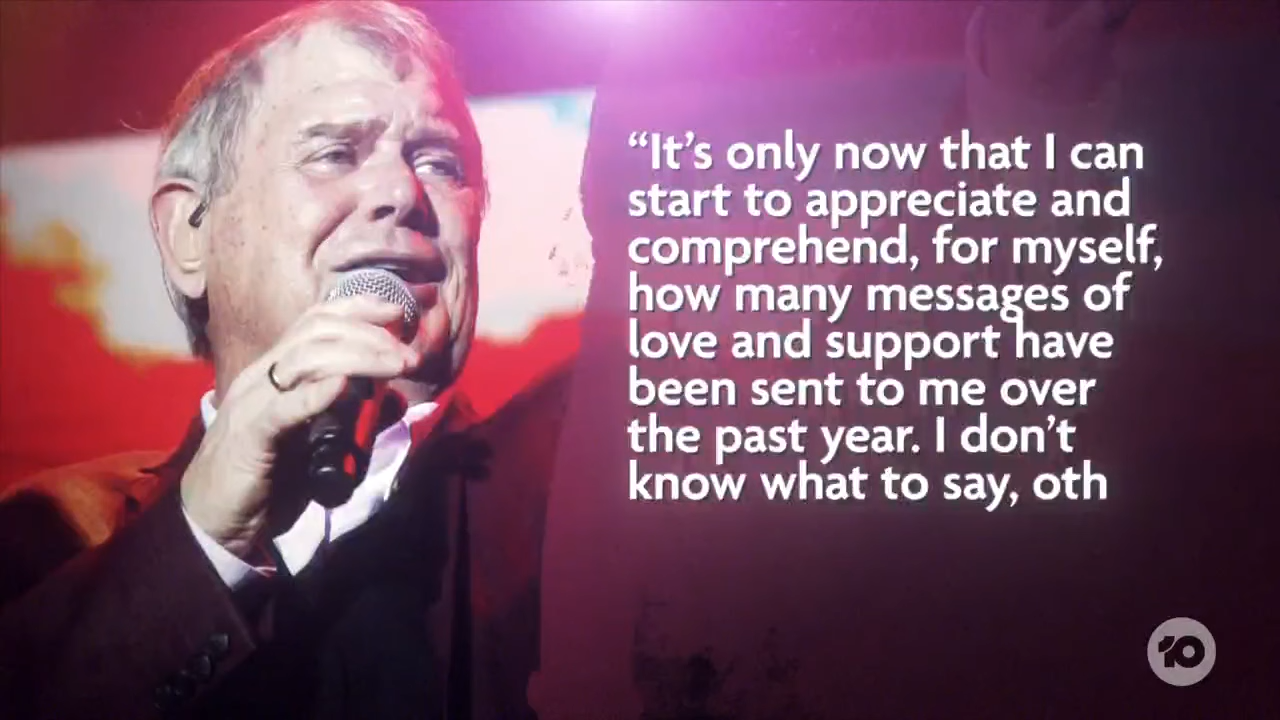 “It’s only now that I can
start to appreciate and
comprehend, for myself,
how many messages of
love and support have
been sent to me over
the past year. I don’t
know what to say, oth
10